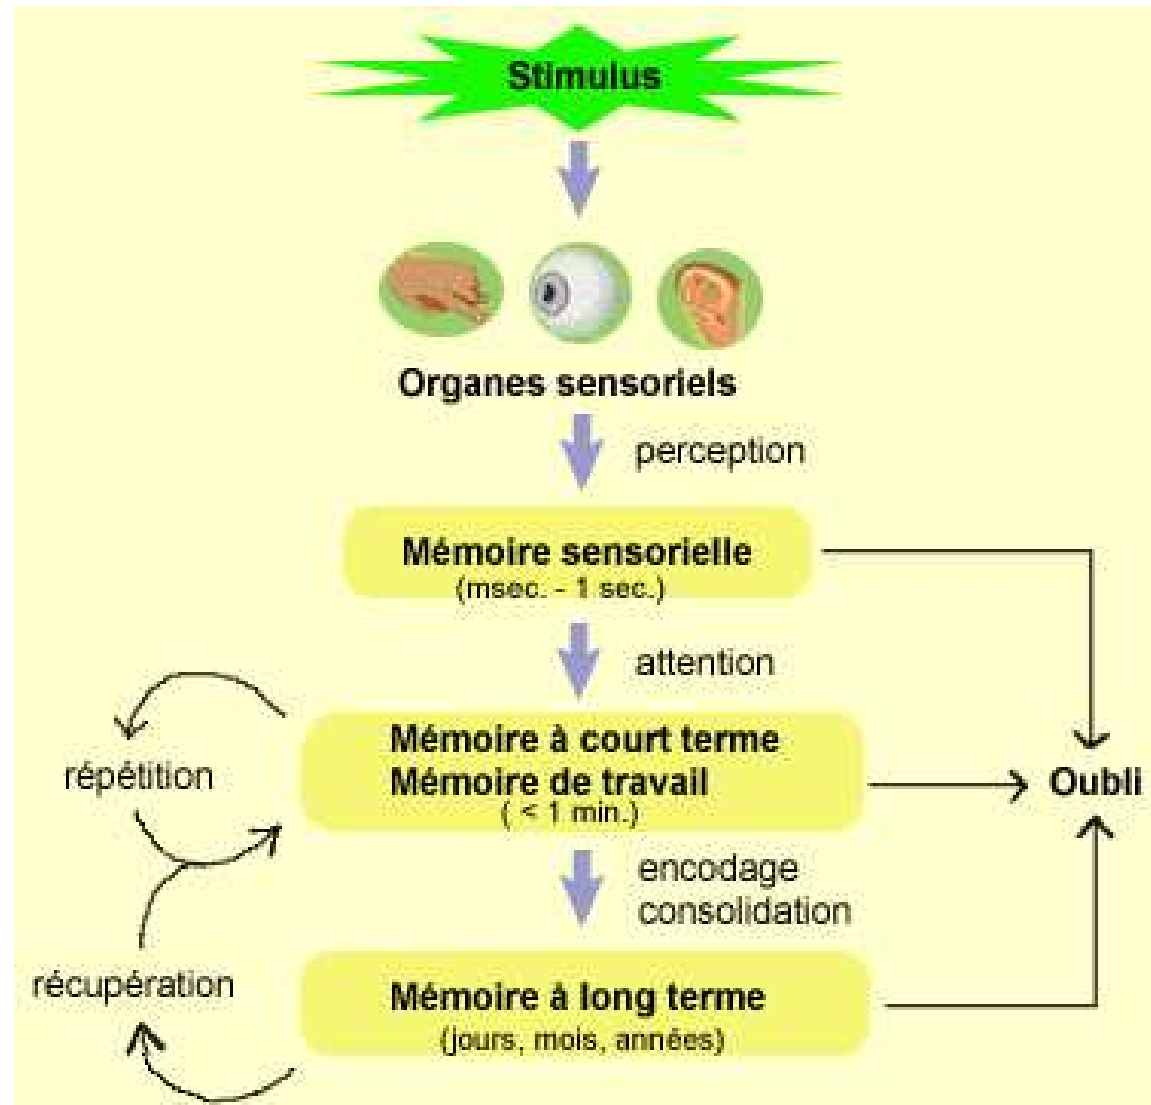 Stimulus
Organes sensoriels
perception
Mémoire sensorielle
(msec. - 1 sec.)
attention
Mémoire à court terme
Mémoire de travail
( < 1 min.)
répétition
Oubli
encodage
consolidation
récupération
Mémoire à long terme
(jours, mois, années)